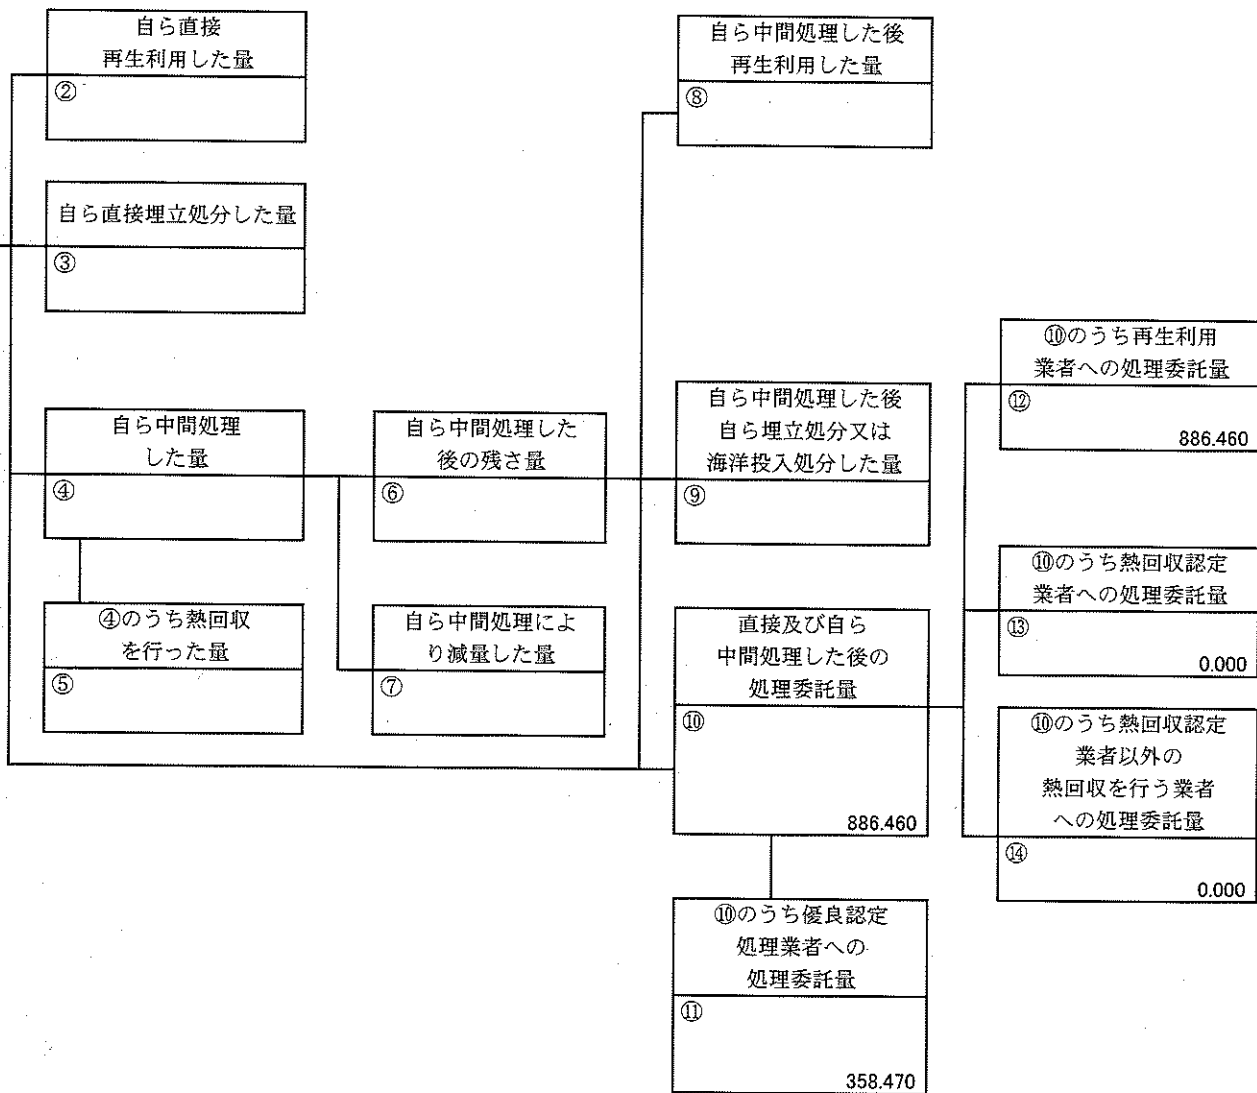 自ら直接
再生利用した量
②
自ら直接埋立処分した量
③
自ら中間処理
した量
④
④のうち熱回収
を行った量
⑤
自ら中間処理した
後の残さ量
⑥
自ら中間処理によ
り減量した量
⑦
自ら中間処理した後
再生利用した量
⑧
自ら中間処理した後
自ら埋立処分又は
海洋投入処分した量
⑨
直接及び自ら
中間処理した後の
処理委託量
⑩
886.460
⑩のうち優良認定
処理業者への
処理委託量
⑪
358.470
⑩のうち再生利用
業者への処理委託量
⑫
886.460
⑩のうち熱回収認定
業者への処理委託量
⑬
0.000
⑩のうち熱回収認定
業者以外の
熱回収を行う業者
への処理委託量
⑭
0.000